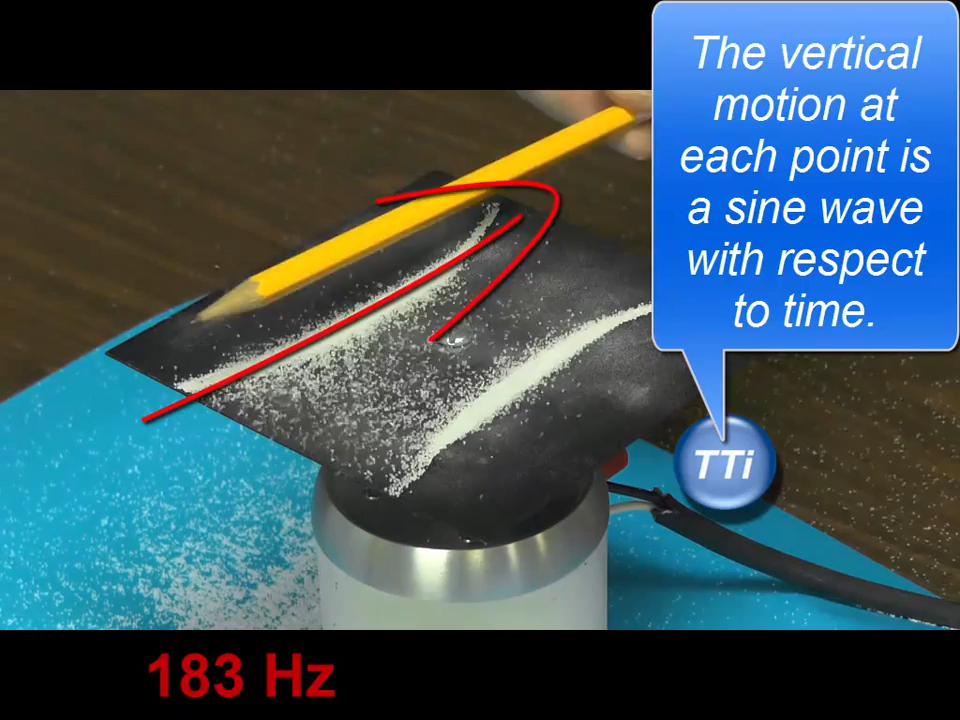 The vertical
motion at
each point is
a sine wave
with respect
to time.
TTi
183 Hz